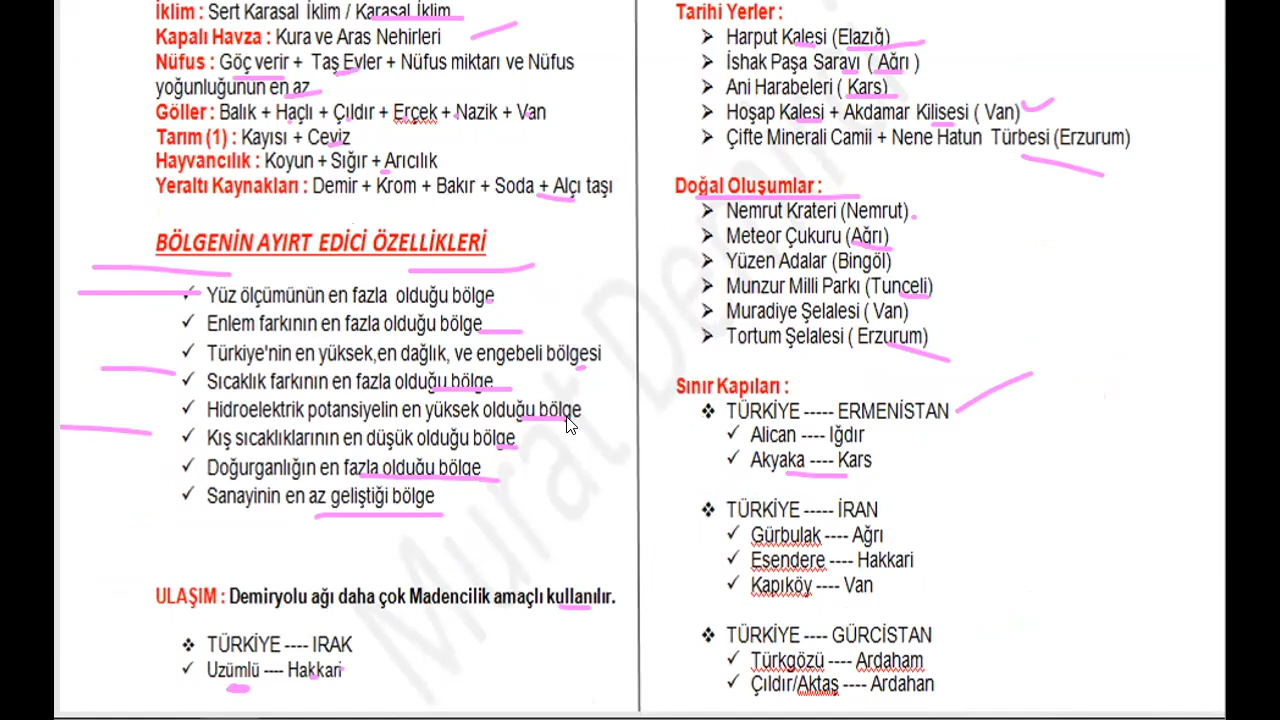 İklim : Sert Karasal İklim / Karasal İklim
Kapalı Havza : Kura ve Aras Nehirleri
Nüfus : Göç verir + Taş Evler + Nüfus miktarı ve Nüfus
yoğunluğunun en az
Göller : Balık + Haçlı + Çıldır + Erçek + Nazik + Van
Tarım (1) : Kayısı + Ceviz
Hayvancılık : Koyun + Sığır + Arıcılık
Yeraltı Kaynakları : Demir + Krom + Bakır + Soda + Alçı taşı
BÖLGENİN AYIRT EDİCİ ÖZELLİKLERİ
✓ Yüz ölçümünün en fazla olduğu bölge
✓ Enlem farkının en fazla olduğu bölge
✓ Türkiye'nin en yüksek,en dağlık, ve engebeli bölgesi
✓ Sıcaklık farkının en fazla olduğu bölge
✓ Hidroelektrik potansiyelin en yüksek olduğu bölge
✓ Kış sıcaklıklarının en düşük olduğu bölge
✓ Doğurganlığın en fazla olduğu bölge
✓ Sanayinin en az geliştiği bölge
ULAŞIM : Demiryolu ağı daha çok Madencilik amaçlı kullanılır.
❖ TÜRKİYE ---- IRAK
✓ Uzümlü ---- Hakkari
Tarihi Yerler :
➢ Harput Kalesi (Elazığ)
➢ İshak Paşa Sarayı ( Ağrı )
➢ Ani Harabeleri ( Kars)
➢ Hoşap Kalesi + Akdamar Kilisesi ( Van)
➢ Çifte Minerali Camii + Nene Hatun Türbesi (Erzurum)
Doğal Oluşumlar :
➢ Nemrut Krateri (Nemrut)
➢ Meteor Çukuru (Ağrı)
➢ Yüzen Adalar (Bingöl)
➢ Munzur Milli Parkı (Tunceli)
➢ Muradiye Şelalesi ( Van)
➢ Tortum Şelalesi ( Erzurum)
Sınır Kapıları :
❖ TÜRKİYE ----- ERMENİSTAN
✓ Alican ---- Iğdır
✓ Akyaka ---- Kars
❖ TÜRKİYE ----- İRAN
✓ Gürbulak ---- Ağrı
✓ Esendere ---- Hakkari
✓ Kapıköy ---- Van
❖ TÜRKİYE ---- GÜRCİSTAN
✓ Türkgözü ---- Ardaham
✓ Çıldır/Aktaş ---- Ardahan